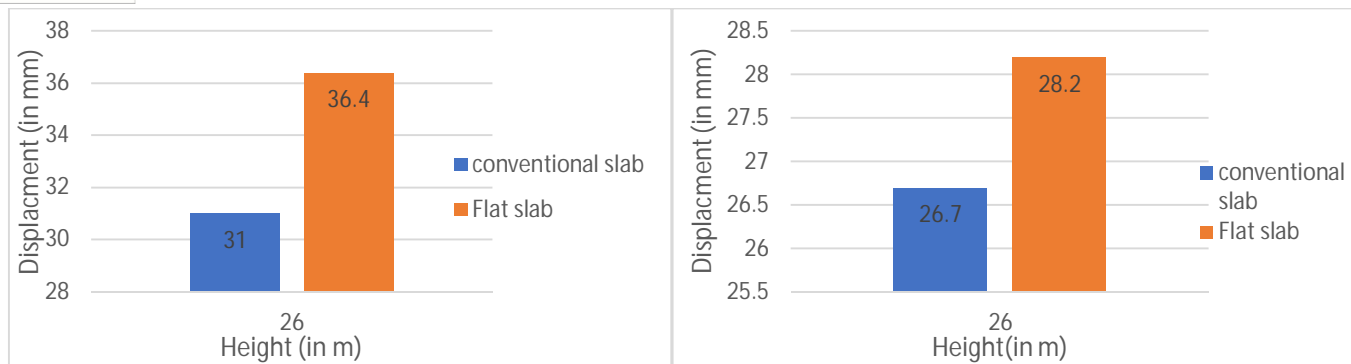 38
36
34
32
30
28
Displacment (in mm)
36.4
31
26
Height (in m)
conventional slab
Flat slab
28.5
28
27.5
27
26.5
26
25.5
Displacment (in mm)
28.2
26.7
26
Height(in m)
conventional
slab
Flat slab